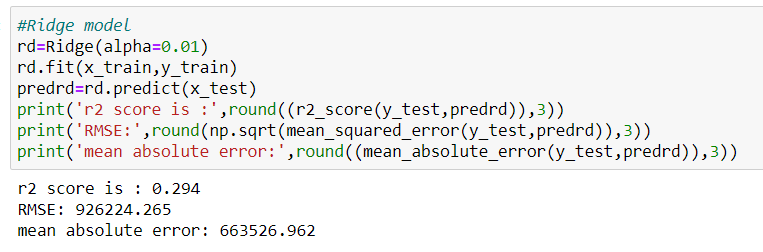 #Ridge model
rd=Ridge(alpha=0.01)
rd.fit(x_train,y_train)
predrd=rd.predict(x_test)
print('r2 score is :',round((r2_score(y_test,predrd)),3))
print('RMSE:',round(np.sqrt(mean_squared_error(y_test,predrd)),3))
print('mean absolute error:',round((mean_absolute_error(y_test,predrd)),3))
r2 score is : 0.294
RMSE: 926224.265
mean absolute error: 663526.962